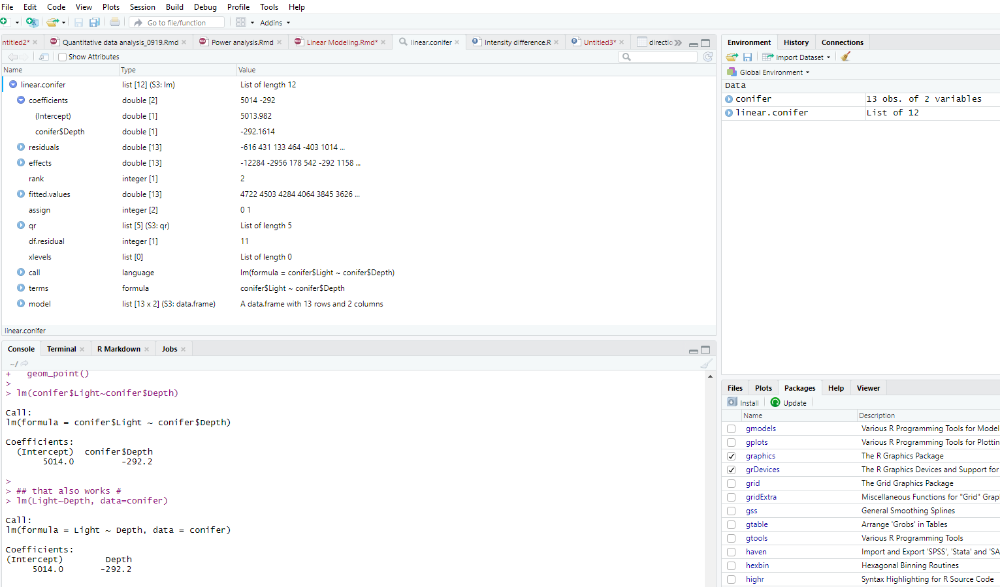 File Edit Code View Plots Session Build Debug Profile Tools Help
Go to file/function Addins
ntitled2* Quantitative data analysis_0919.Rmd Power analysis.Rmd Linear Modeling.Rmd* linear.conifer Intensity difference.R Untitled3* directio
Show Attributes
Name Type Value
linear.conifer list [12] (S3: lm) List of length 12
coefficients double [2] 5014 -292
(Intercept) double [1] 5013.982
conifer$Depth double [1] -292.1614
residuals double [13] -616 431 133 464 -403 1014 ...
effects double [13] -12284 -2956 178 542 -292 1158 ...
rank integer [1] 2
fitted.values double [13] 4722 4503 4284 4064 3845 3626 ...
assign integer [2] 0 1
qr list [5] (S3: qr) List of length 5
df.residual integer [1] 11
xlevels list [0] List of length 0
call language lm(formula = conifer$Light ~ conifer$Depth)
terms formula conifer$Light ~ conifer$Depth
model list [13 x 2] (S3: data.frame) A data.frame with 13 rows and 2 columns
linear.conifer
Console Terminal R Markdown Jobs
~/
+ geom_point()
>
> lm(conifer$Light~conifer$Depth)
Call:
lm(formula = conifer$Light ~ conifer$Depth)
Coefficients:
(Intercept) conifer$Depth
5014.0 -292.2
>
> ## that also works #
> lm(Light~Depth, data=conifer)
Call:
lm(formula = Light ~ Depth, data = conifer)
Coefficients:
(Intercept) Depth
5014.0 -292.2
Environment History Connections
Import Dataset
Global Environment
Data
conifer 13 obs. of 2 variables
linear.conifer List of 12
Files Plots Packages Help Viewer
Install Update
Name Description
gmodels Various R Programming Tools for Model
gplots Various R Programming Tools for Plottin
graphics The R Graphics Package
grDevices The R Graphics Devices and Support for
grid The Grid Graphics Package
gridExtra Miscellaneous Functions for "Grid" Grap
gss General Smoothing Splines
gtable Arrange 'Grobs' in Tables
gtools Various R Programming Tools
haven Import and Export 'SPSS', 'Stata' and 'SA
hexbin Hexagonal Binning Routines
highr Syntax Highlighting for R Source Code